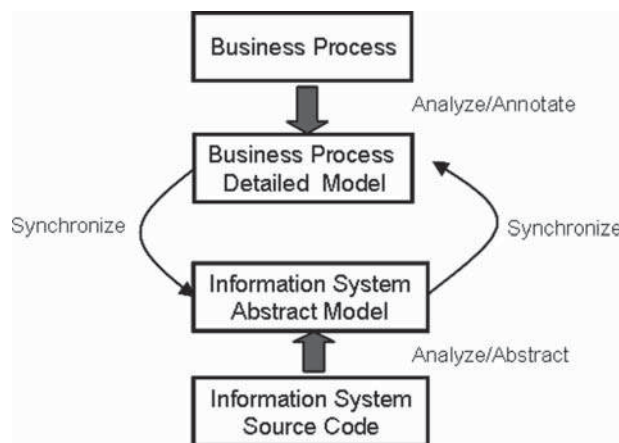 Business Process
Analyze/Annotate
Business Process
Detailed Model
Synchronize
Synchronize
Information System
Abstract Model
Analyze/Abstract
Information System
Source Code